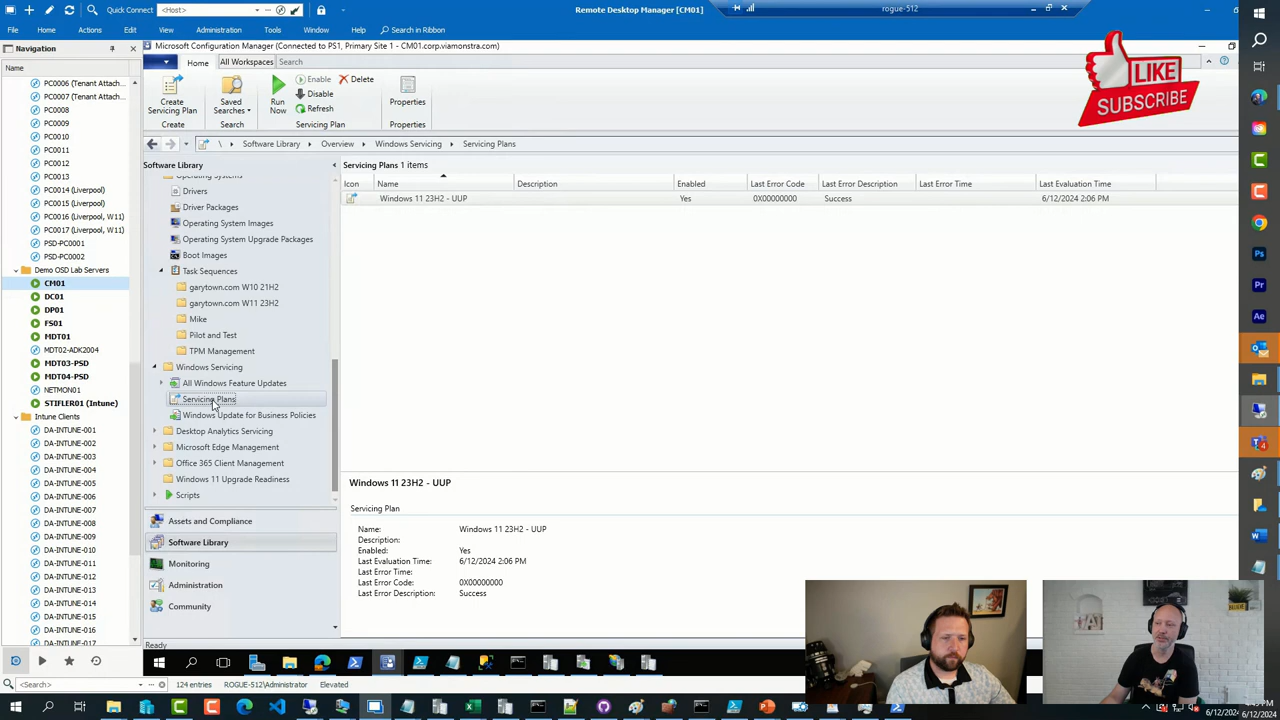 Quick Connect
<Host>
Remote Desktop Manager [CM01]
rogue-512
File
Home
Actions
Edit
View
Administration
Tools
Window
Help
Search in Ribbon
Navigation
Name
PC0006 (Tenant Attach...
PC0007 (Tenant Attach...
PC0008
PC0009
PC0010
PC0011
PC0012
PC0013
PC0014 (Liverpool)
PC0015 (Liverpool)
PC0016 (Liverpool, W11)
PC0017 (Liverpool, W11)
PSD-PC0001
PSD-PC0002
Demo OSD Lab Servers
CM01
DC01
DP01
FS01
MDT01
MDT02-ADK2004
MDT03-PSD
MDT04-PSD
NETMON01
STIFLER01 (Intune)
Intune Clients
DA-INTUNE-001
DA-INTUNE-002
DA-INTUNE-003
DA-INTUNE-004
DA-INTUNE-005
DA-INTUNE-006
DA-INTUNE-007
DA-INTUNE-008
DA-INTUNE-009
DA-INTUNE-010
DA-INTUNE-011
DA-INTUNE-012
DA-INTUNE-013
DA-INTUNE-014
DA-INTUNE-015
DA-INTUNE-016
DA-INTUNE-017
<Search>
124 entries
ROGUE-512\Administrator
Elevated
Microsoft Configuration Manager (Connected to PS1, Primary Site 1 - CM01.corp.viamonstra.com)
Home
All Workspaces
Search
Create
Servicing Plan
Saved
Searches
Run
Now
Enable
Disable
Refresh
Delete
Properties
Create
Search
Servicing Plan
Properties
\
Software Library
Overview
Windows Servicing
Servicing Plans
Software Library
Operating Systems
Drivers
Driver Packages
Operating System Images
Operating System Upgrade Packages
Boot Images
Task Sequences
garytown.com W10 21H2
garytown.com W11 23H2
Mike
Pilot and Test
TPM Management
Windows Servicing
All Windows Feature Updates
Servicing Plans
Windows Update for Business Policies
Desktop Analytics Servicing
Microsoft Edge Management
Office 365 Client Management
Windows 11 Upgrade Readiness
Scripts
Assets and Compliance
Software Library
Monitoring
Administration
Community
Ready
Servicing Plans 1 items
Icon Name Description Enabled Last Error Code Last Error Description Last Error Time Last Evaluation Time
Windows 11 23H2 - UUP Yes 0X00000000 Success 6/12/2024 2:06 PM
Windows 11 23H2 - UUP
Servicing Plan
Name: Windows 11 23H2 - UUP
Description:
Enabled: Yes
Last Evaluation Time: 6/12/2024 2:06 PM
Last Error Time:
Last Error Code: 0X00000000
Last Error Description: Success
LIKE
SUBSCRIBE
6/12/2024